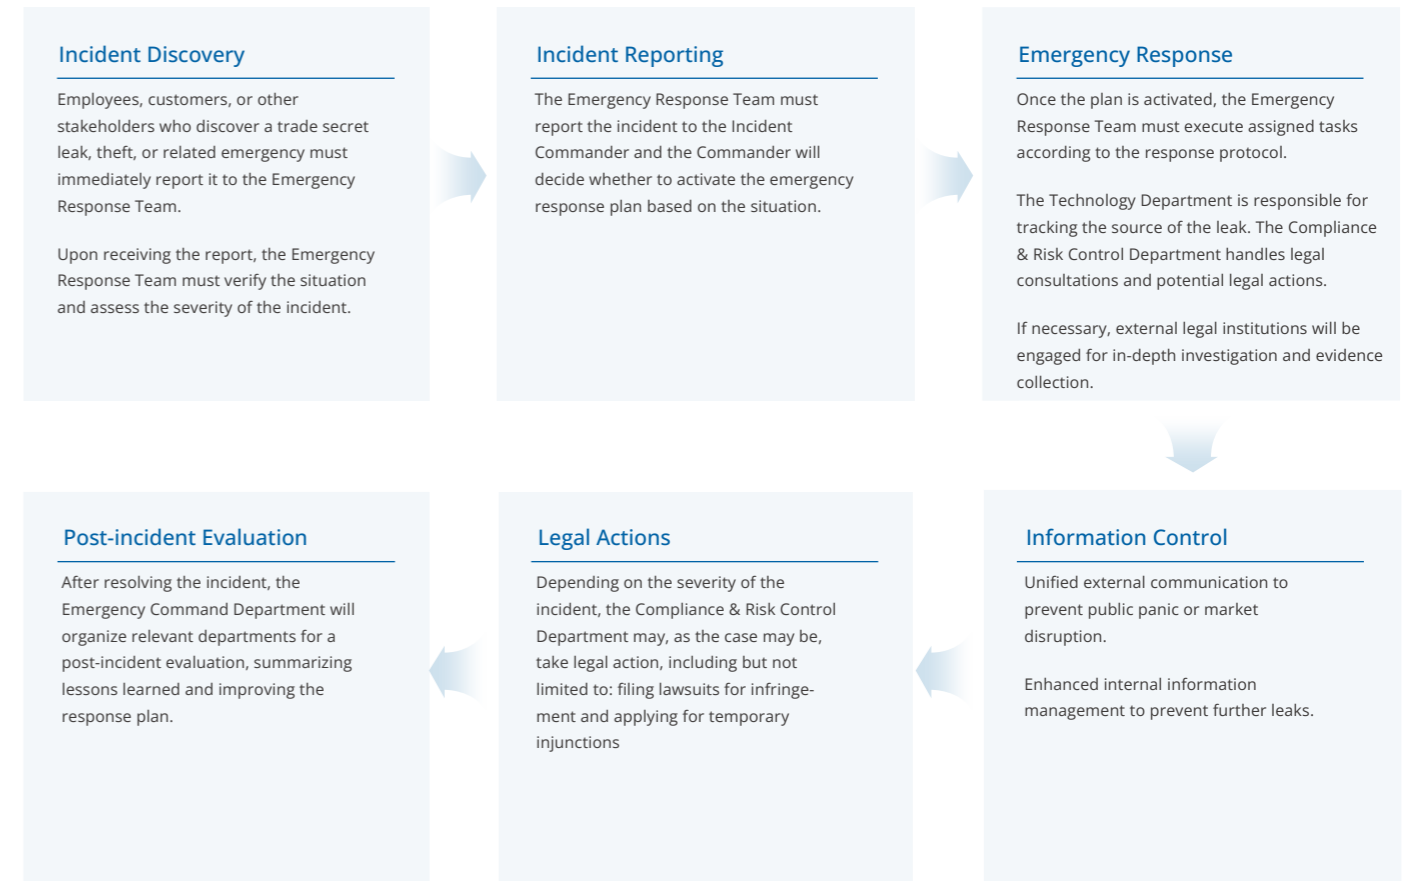 Incident Discovery
Employees, customers, or other
stakeholders who discover a trade secret
leak, theft, or related emergency must
immediately report it to the Emergency
Response Team.
Upon receiving the report, the Emergency
Response Team must verify the situation
and assess the severity of the incident.
Incident Reporting
The Emergency Response Team must
report the incident to the Incident
Commander and the Commander will
decide whether to activate the emergency
response plan based on the situation.
Emergency Response
Once the plan is activated, the Emergency
Response Team must execute assigned tasks
according to the response protocol.
The Technology Department is responsible for
tracking the source of the leak. The Compliance
& Risk Control Department handles legal
consultations and potential legal actions.
If necessary, external legal institutions will be
engaged for in-depth investigation and evidence
collection.
Information Control
Unified external communication to
prevent public panic or market
disruption.
Enhanced internal information
management to prevent further leaks.
Legal Actions
Depending on the severity of the
incident, the Compliance & Risk Control
Department may, as the case may be,
take legal action, including but not
limited to: filing lawsuits for infringe-
ment and applying for temporary
injunctions
Post-incident Evaluation
After resolving the incident, the
Emergency Command Department will
organize relevant departments for a
post-incident evaluation, summarizing
lessons learned and improving the
response plan.